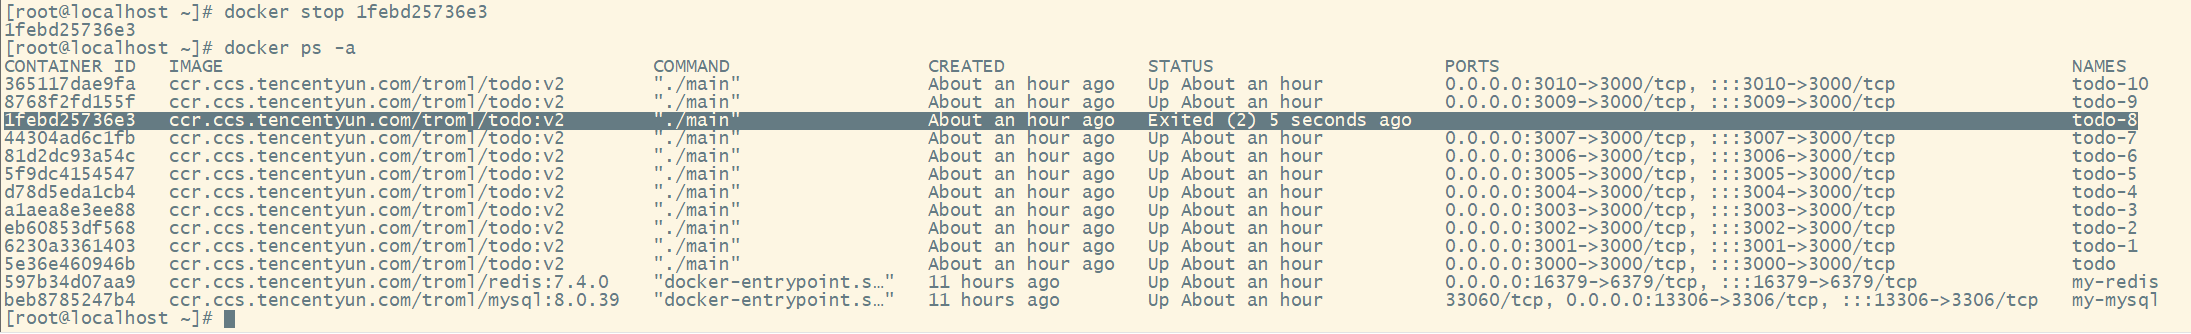 [root@localhost ~]# docker stop 1febd25736e3
1febd25736e3
[root@localhost ~]# docker ps -a
CONTAINER ID   IMAGE                                       COMMAND                  CREATED             STATUS                     PORTS                                                    NAMES
365117dae9fa   ccr.ccs.tencentyun.com/troml/todo:v2        "./main"                 About an hour ago   Up About an hour           0.0.0.0:3010->3000/tcp, :::3010->3000/tcp                todo-10
8768f2fd155f   ccr.ccs.tencentyun.com/troml/todo:v2        "./main"                 About an hour ago   Up About an hour           0.0.0.0:3009->3000/tcp, :::3009->3000/tcp                todo-9
1febd25736e3   ccr.ccs.tencentyun.com/troml/todo:v2        "./main"                 About an hour ago   Exited (2) 5 seconds ago                                                            todo-8
44304ad6c1fb   ccr.ccs.tencentyun.com/troml/todo:v2        "./main"                 About an hour ago   Up About an hour           0.0.0.0:3007->3000/tcp, :::3007->3000/tcp                todo-7
81d2dc93a54c   ccr.ccs.tencentyun.com/troml/todo:v2        "./main"                 About an hour ago   Up About an hour           0.0.0.0:3006->3000/tcp, :::3006->3000/tcp                todo-6
5f9dc4154547   ccr.ccs.tencentyun.com/troml/todo:v2        "./main"                 About an hour ago   Up About an hour           0.0.0.0:3005->3000/tcp, :::3005->3000/tcp                todo-5
d78d5eda1cb4   ccr.ccs.tencentyun.com/troml/todo:v2        "./main"                 About an hour ago   Up About an hour           0.0.0.0:3004->3000/tcp, :::3004->3000/tcp                todo-4
a1aea8e3ee88   ccr.ccs.tencentyun.com/troml/todo:v2        "./main"                 About an hour ago   Up About an hour           0.0.0.0:3003->3000/tcp, :::3003->3000/tcp                todo-3
eb60853df568   ccr.ccs.tencentyun.com/troml/todo:v2        "./main"                 About an hour ago   Up About an hour           0.0.0.0:3002->3000/tcp, :::3002->3000/tcp                todo-2
6230a3361403   ccr.ccs.tencentyun.com/troml/todo:v2        "./main"                 About an hour ago   Up About an hour           0.0.0.0:3001->3000/tcp, :::3001->3000/tcp                todo-1
5e36e460946b   ccr.ccs.tencentyun.com/troml/todo:v2        "./main"                 About an hour ago   Up About an hour           0.0.0.0:3000->3000/tcp, :::3000->3000/tcp                todo
597b34d07aa9   ccr.ccs.tencentyun.com/troml/redis:7.4.0    "docker-entrypoint.s…"   11 hours ago        Up About an hour           0.0.0.0:16379->6379/tcp, :::16379->6379/tcp              my-redis
beb8785247b4   ccr.ccs.tencentyun.com/troml/mysql:8.0.39   "docker-entrypoint.s…"   11 hours ago        Up About an hour           33060/tcp, 0.0.0.0:13306->3306/tcp, :::13306->3306/tcp   my-mysql
[root@localhost ~]#